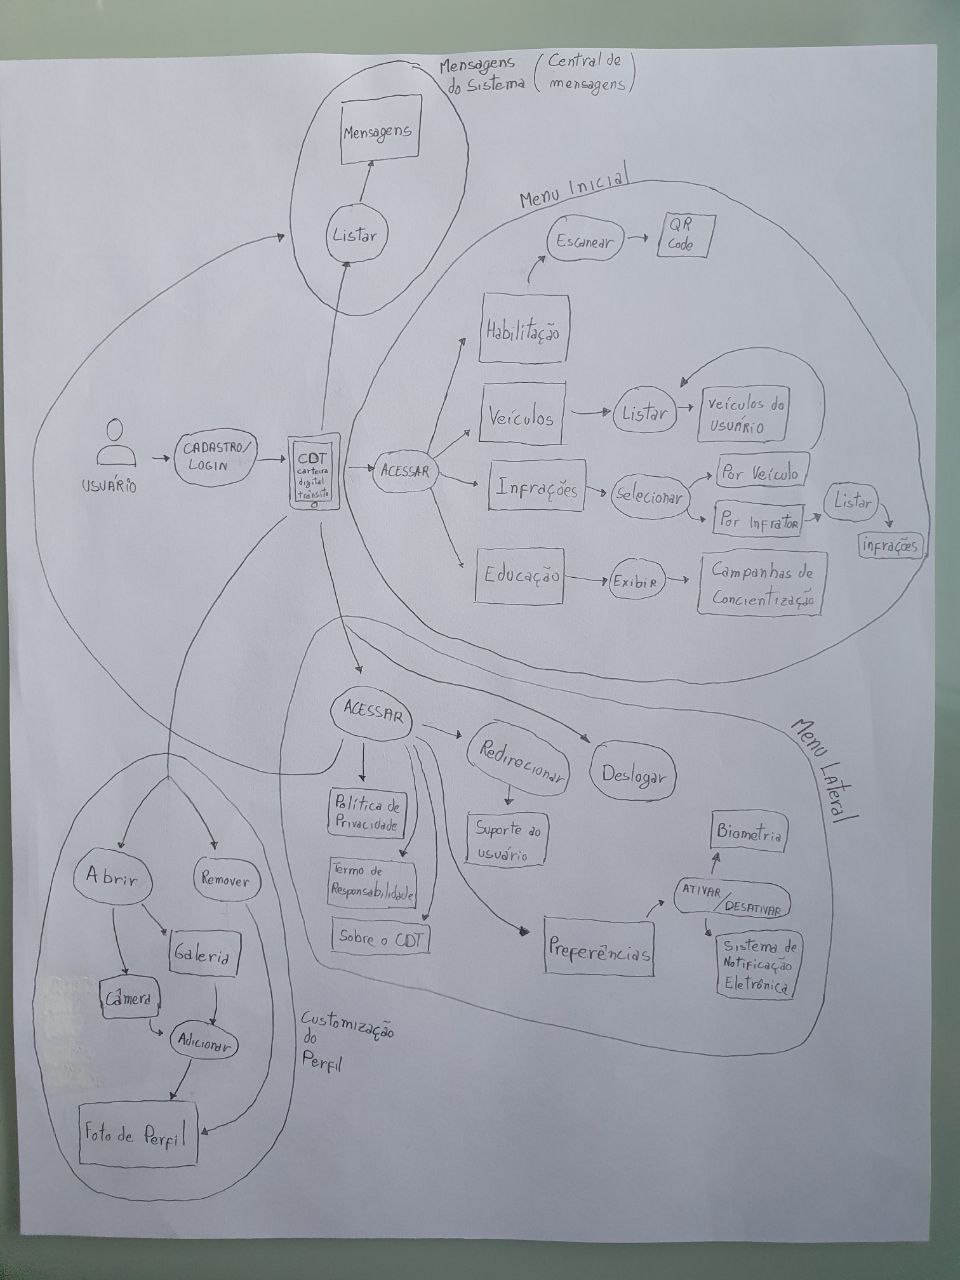 Mensagens (Central de
do Sistema mensagens)
Mensagens
Listar
Menu Inicial
Escanear
QR
Code
Habilitação
Veículos
Listar
veículos do
USUÁRIO
USUÁRIO
CADASTRO/
LOGIN
CDT
carteira
digital
trânsito
ACESSAR
Infrações
Selecionar
Por Veículo
Por Infrator
Listar
infrações
Educação
Exibir
Campanhas de
Concientização
Menu Lateral
ACESSAR
Redirecionar
Deslogar
Política de
Privacidade
Suporte ao
usuário
Termo de
Responsabilidade
Sobre o CDT
Preferências
ATIVAR/
DESATIVAR
Biometria
Sistema de
Notificação
Eletrônica
Abrir
Remover
Galeria
Câmera
Adicionar
Foto de Perfil
Customização
do
Perfil